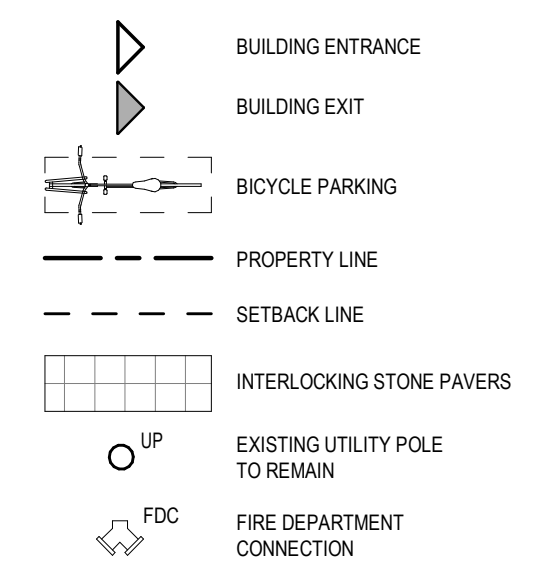 BUILDING ENTRANCE
BUILDING EXIT
BICYCLE PARKING
PROPERTY LINE
SETBACK LINE
INTERLOCKING STONE PAVERS
UP
EXISTING UTILITY POLE
TO REMAIN
FDC
FIRE DEPARTMENT
CONNECTION